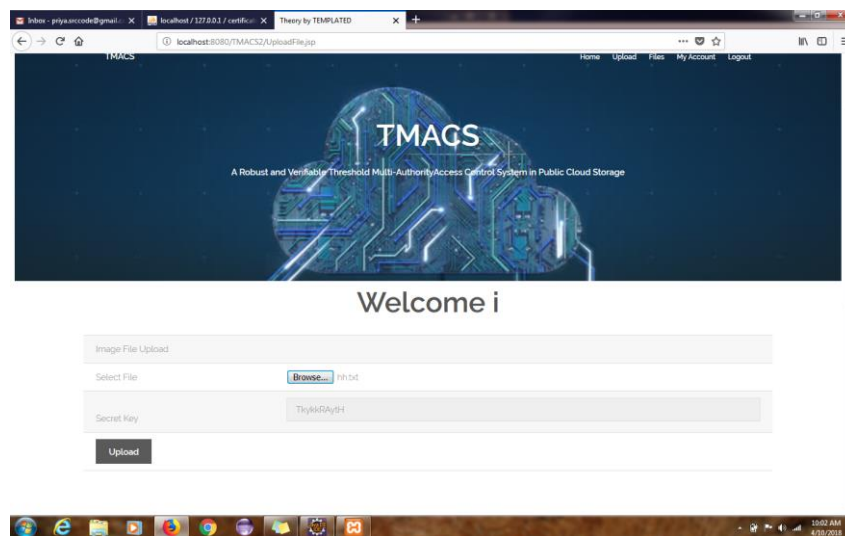 Inbox - priya.srccode@gmail.c
localhost / 127.0.0.1 / certificat
Theory by TEMPLATED
localhost:8080/TMACS2/UploadFile.jsp
TMACS
Home Upload Files My Account Logout
TMACS
A Robust and Verifiable Threshold Multi-AuthorityAccess Control System in Public Cloud Storage
Welcome i
Image File Upload
Select File Browse... hh.txt
Secret Key TkykkRAytH
Upload
10:02 AM
4/10/2018